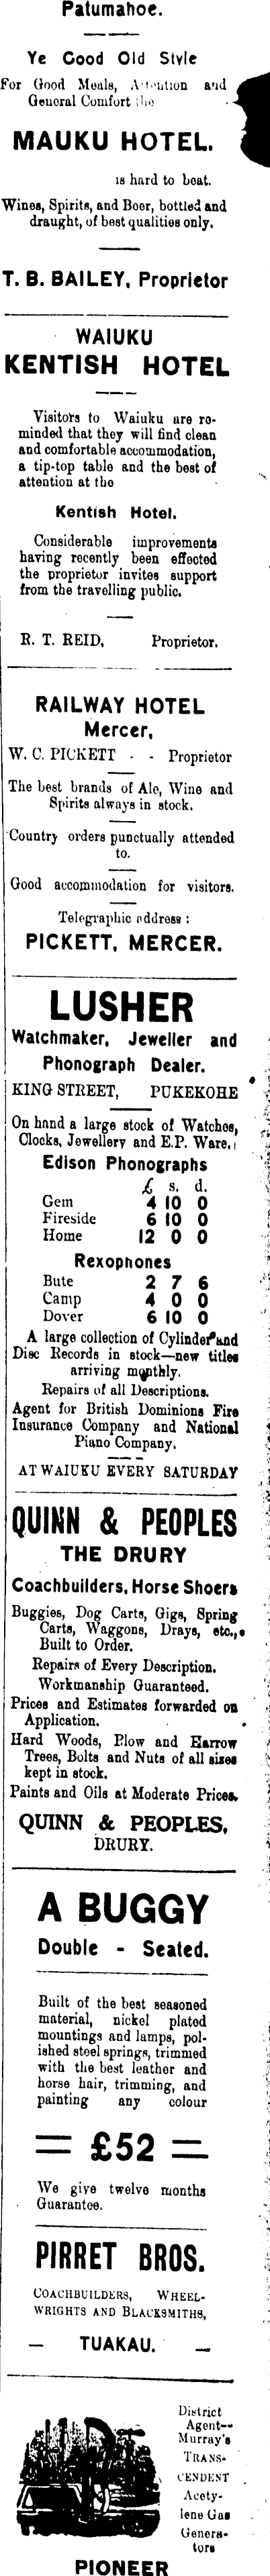 Patumahoe.
Ye Good Old Style
For Good Meals, Attention and
General Comfort the
MAUKU HOTEL.
is hard to beat.
Wines, Spirits, and Beer, bottled and
draught, of best qualities only.
T. B. BAILEY, Proprietor
WAIUKU
KENTISH HOTEL
Visitors to Waiuku are re-
minded that they will find clean
and comfortable accommodation,
a tip-top table and the best of
attention at the
Kentish Hotel.
Considerable improvements
having recently been effected
the proprietor invites support
from the travelling public.
R. T. REID, Proprietor.
RAILWAY HOTEL
Mercer,
W. C. PICKETT - - Proprietor
The best brands of Ale, Wine and
Spirits always in stock.
Country orders punctually attended
to.
Good accommodation for visitors.
Telegraphic address :
PICKETT, MERCER.
LUSHER
Watchmaker, Jeweller and
Phonograph Dealer.
KING STREET, PUKEKOHE
On hand a large stock of Watches,
Clocks, Jewellery and E.P. Ware.
Edison Phonographs
£ s. d.
Gem 4 10 0
Fireside 6 10 0
Home 12 0 0
Rexophones
Bute 2 7 6
Camp 4 0 0
Dover 6 10 0
A large collection of Cylinder and
Disc Records in stock—new titles
arriving monthly.
Repairs of all Descriptions.
Agent for British Dominions Fire
Insurance Company and National
Piano Company.
AT WAIUKU EVERY SATURDAY
QUINN & PEOPLES
THE DRURY
Coachbuilders, Horse Shoers
Buggies, Dog Carts, Gigs, Spring
Carts, Waggons, Drays, etc.,
Built to Order.
Repairs of Every Description.
Workmanship Guaranteed.
Prices and Estimates forwarded on
Application.
Hard Woods, Plow and Harrow
Trees, Bolts and Nuts of all sizes
kept in stock.
Paints and Oils at Moderate Prices.
QUINN & PEOPLES,
DRURY.
A BUGGY
Double - Seated.
Built of the best seasoned
material, nickel plated
mountings and lamps, pol-
ished steel springs, trimmed
with the best leather and
horse hair, trimming, and
painting any colour
= £52 =
We give twelve months
Guarantee.
PIRRET BROS.
COACHBUILDERS, WHEEL-
WRIGHTS AND BLACKSMITHS,
— TUAKAU. —
District
Agent—
Murray's
TRANS-
CENDENT
Acety-
lene Gas
Genera-
tors
PIONEER